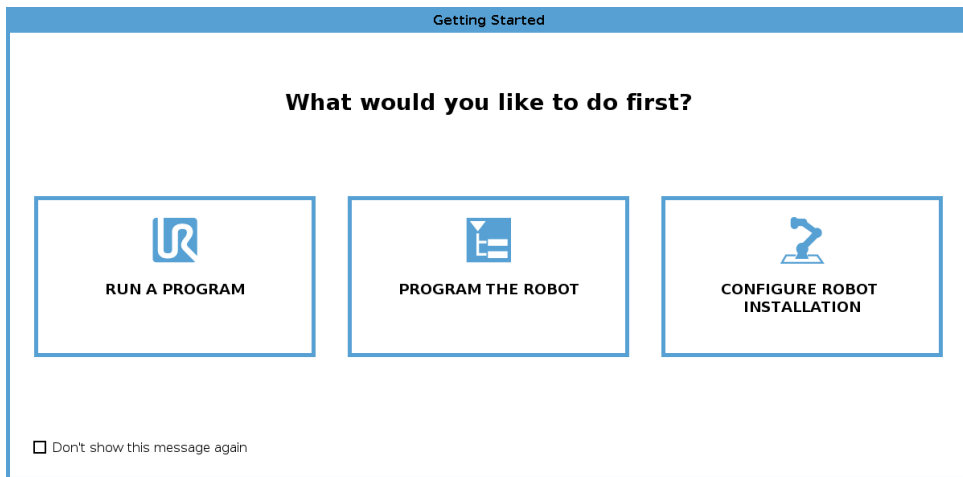 Getting Started
What would you like to do first?
UR
RUN A PROGRAM
PROGRAM THE ROBOT
CONFIGURE ROBOT
INSTALLATION
Don't show this message again